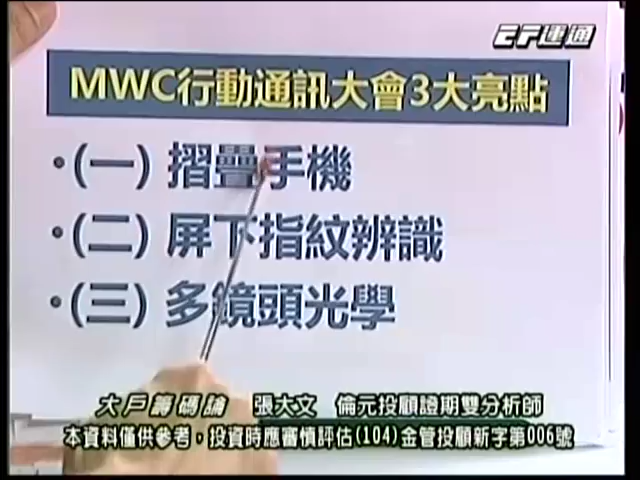 運通
MWC行動通訊大會3大亮點
•(一) 摺疊手機
•(二) 屏下指紋辨識
•(三) 多鏡頭光學
大戶籌碼論 張大文 倫元投顧證期雙分析師
本資料僅供參考，投資時應審慎評估(104)金管投顧新字第006號